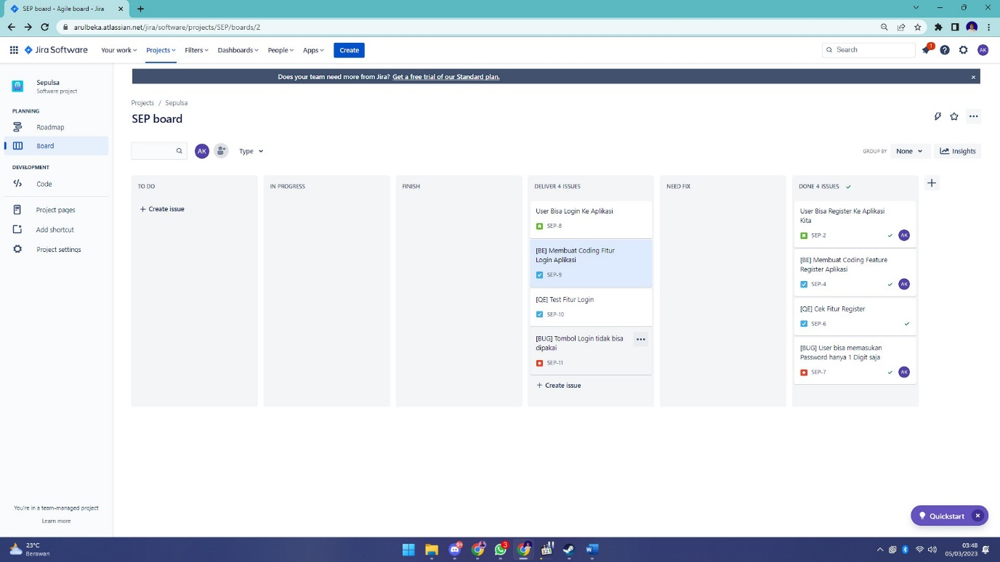 SEP board - Agile board - Jira
arulbeka.atlassian.net/jira/software/projects/SEP/boards/2
Jira Software
Your work
Projects
Filters
Dashboards
People
Apps
Create
Search
1
AK
Sepulsa
Software project
Does your team need more from Jira? Get a free trial of our Standard plan.
PLANNING
Roadmap
Board
DEVELOPMENT
Code
Project pages
Add shortcut
Project settings
Projects / Sepulsa
SEP board
AK
Type
GROUP BY
None
Insights
TO DO
+ Create issue
IN PROGRESS
FINISH
DELIVER 4 ISSUES
User Bisa Login Ke Aplikasi
SEP-8
[BE] Membuat Coding FItur
Login Aplikasi
SEP-9
[QE] Test Fitur Login
SEP-10
[BUG] Tombol Login tidak bisa
dipakai
SEP-11
+ Create issue
NEED FIX
DONE 4 ISSUES
User Bisa Register Ke Aplikasi
Kita
SEP-2
AK
[BE] Membuat Coding Feature
Register Aplikasi
SEP-4
AK
[QE] Cek Fitur Register
SEP-6
[BUG] User bisa memasukan
Password hanya 1 Digit saja
SEP-7
AK
You're in a team-managed project
Learn more
Quickstart
23°C
Berawan
9+
3
03:48
05/03/2023